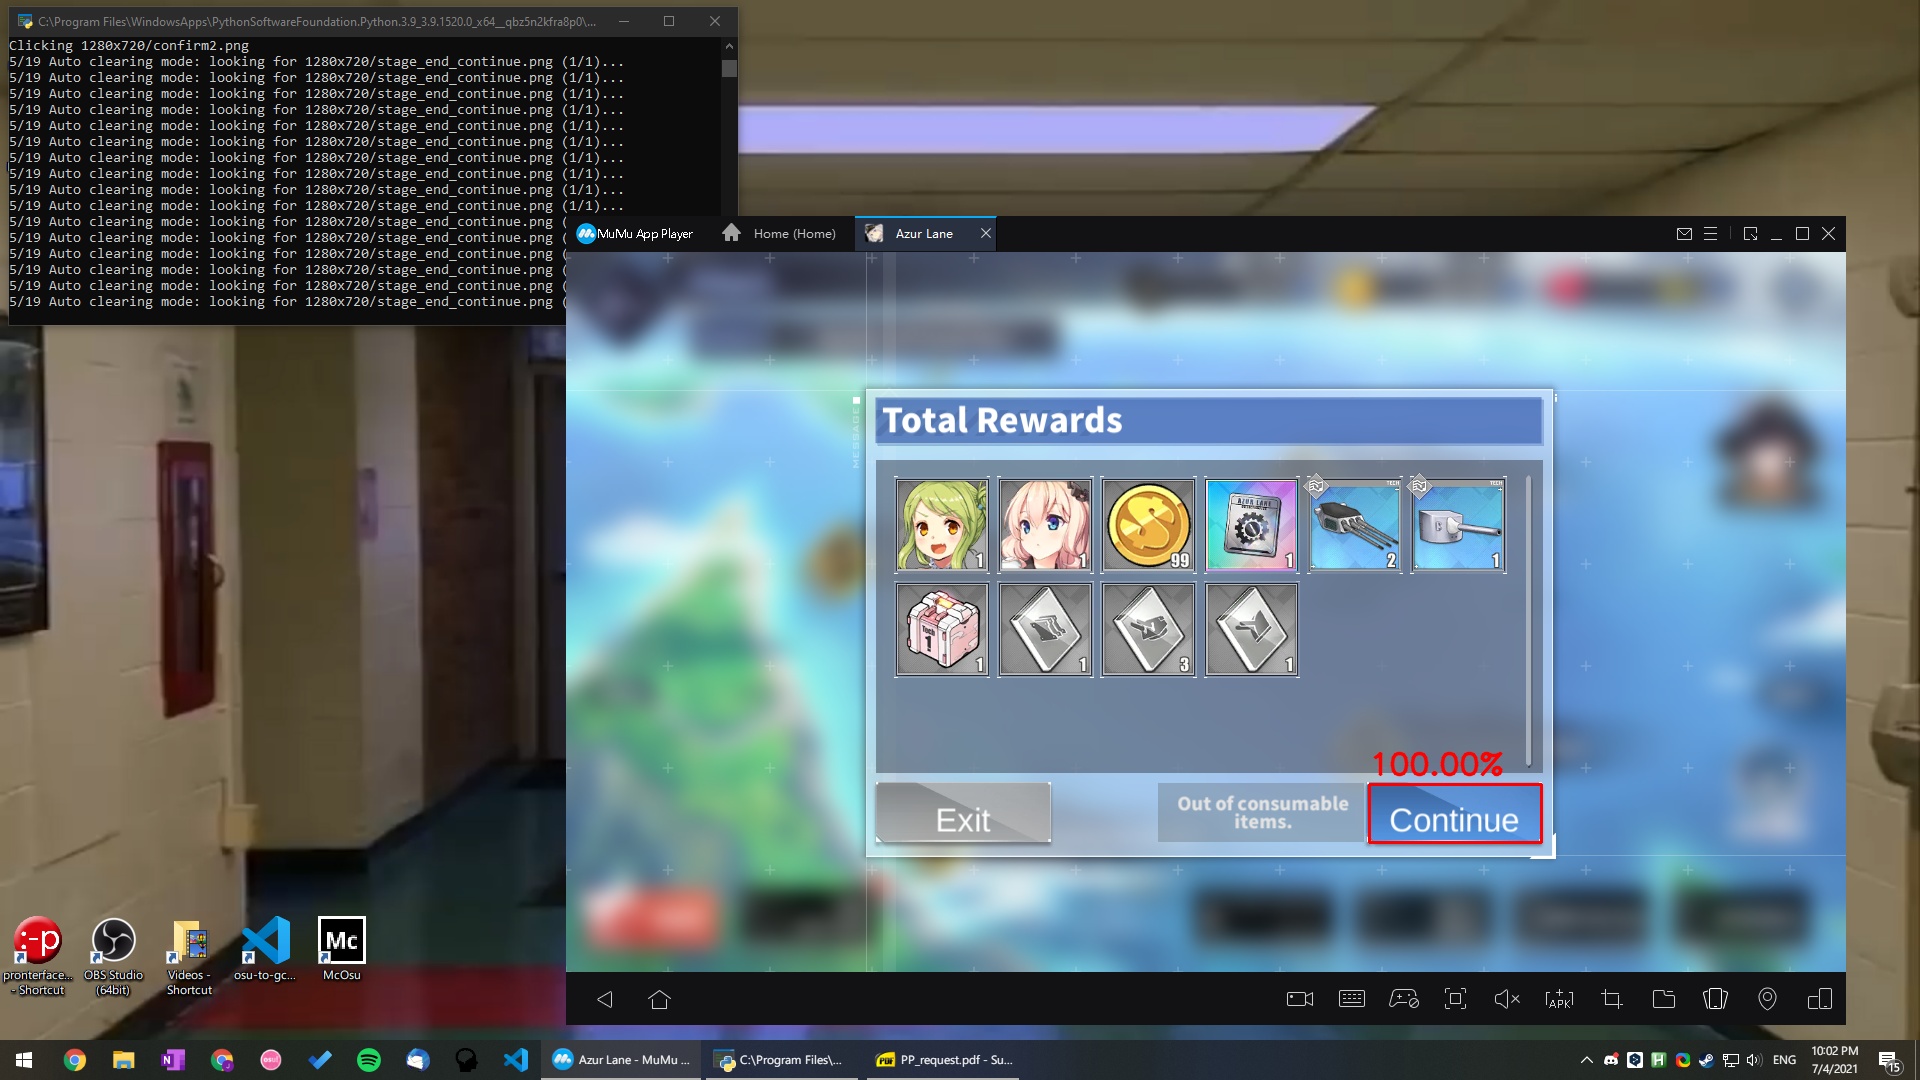 C:\Program Files\WindowsApps\PythonSoftwareFoundation.Python.3.9_3.9.1520.0_x64__qbz5n2kfra8p0\...
Clicking 1280x720/confirm2.png
5/19 Auto clearing mode: looking for 1280x720/stage_end_continue.png (1/1)...
5/19 Auto clearing mode: looking for 1280x720/stage_end_continue.png (1/1)...
5/19 Auto clearing mode: looking for 1280x720/stage_end_continue.png (1/1)...
5/19 Auto clearing mode: looking for 1280x720/stage_end_continue.png (1/1)...
5/19 Auto clearing mode: looking for 1280x720/stage_end_continue.png (1/1)...
5/19 Auto clearing mode: looking for 1280x720/stage_end_continue.png (1/1)...
5/19 Auto clearing mode: looking for 1280x720/stage_end_continue.png (1/1)...
5/19 Auto clearing mode: looking for 1280x720/stage_end_continue.png (1/1)...
5/19 Auto clearing mode: looking for 1280x720/stage_end_continue.png (1/1)...
5/19 Auto clearing mode: looking for 1280x720/stage_end_continue.png (1/1)...
5/19 Auto clearing mode: looking for 1280x720/stage_end_continue.png (
5/19 Auto clearing mode: looking for 1280x720/stage_end_continue.png (
5/19 Auto clearing mode: looking for 1280x720/stage_end_continue.png (
5/19 Auto clearing mode: looking for 1280x720/stage_end_continue.png (
5/19 Auto clearing mode: looking for 1280x720/stage_end_continue.png (
5/19 Auto clearing mode: looking for 1280x720/stage_end_continue.png (
MuMu App Player
Home (Home)
Azur Lane
MESSAGE
Total Rewards
AZUR LANE
TECH
TECH
1
1
99
1
2
1
Tech
1
1
1
3
1
100.00%
Exit
Out of consumable
items.
Continue
APK
:-p
Mc
pronterface...
- Shortcut
OBS Studio
(64bit)
Videos -
Shortcut
osu-to-gc...
McOsu
N
osu!
Azur Lane - MuMu ...
C:\Program Files\...
PDF
PP_request.pdf - Su...
H
ENG
10:02 PM
7/4/2021
15